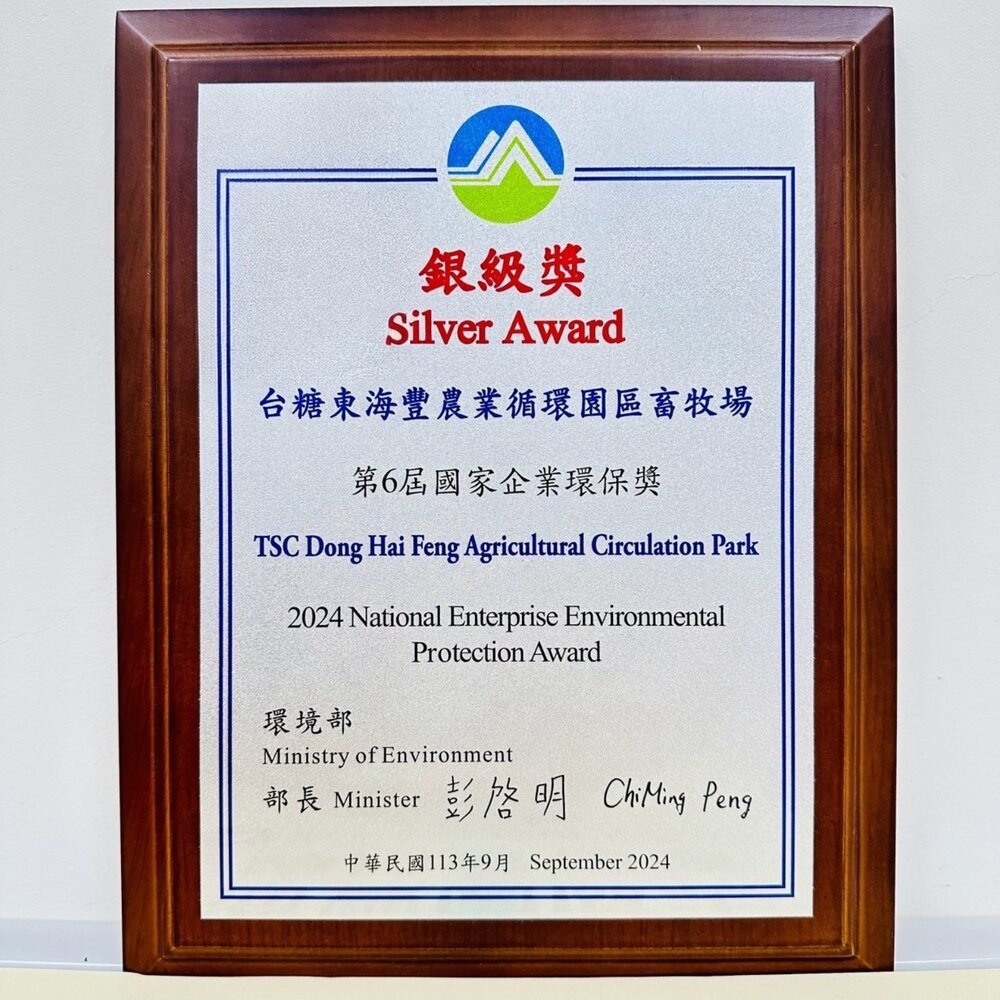 銀級獎
Silver Award
台糖東海豐農業循環園區畜牧場
第6屆國家企業環保獎
TSC Dong Hai Feng Agricultural Circulation Park
2024 National Enterprise Environmental
Protection Award
環境部
Ministry of Environment
部長 Minister 彭啓明 ChiMing Peng
中華民國113年9月 September 2024